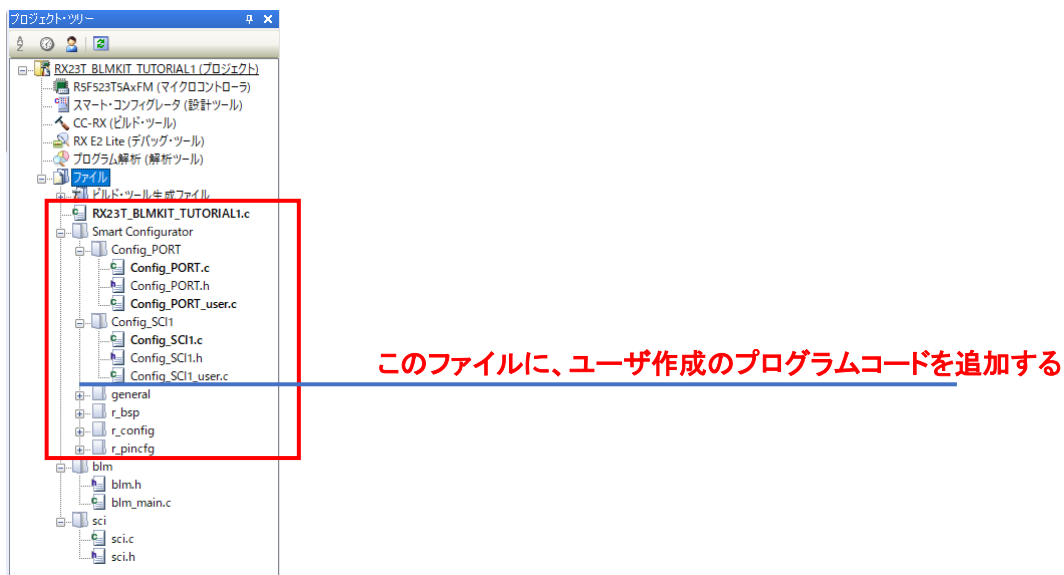 プロジェクト・ツリー
RX23T_BLMKIT_TUTORIAL1 (プロジェクト)
R5F523T5AxFM (マイクロコントローラ)
スマート・コンフィグレータ (設計ツール)
CC-RX (ビルド・ツール)
RX E2 Lite (デバッグ・ツール)
プログラム解析 (解析ツール)
ファイル
ビルド・ツール生成ファイル
RX23T_BLMKIT_TUTORIAL1.c
Smart Configurator
Config_PORT
Config_PORT.c
Config_PORT.h
Config_PORT_user.c
Config_SCI1
Config_SCI1.c
Config_SCI1.h
Config_SCI1_user.c
このファイルに、ユーザ作成のプログラムコードを追加する
general
r_bsp
r_config
r_pincfg
blm
blm.h
blm_main.c
sci
sci.c
sci.h